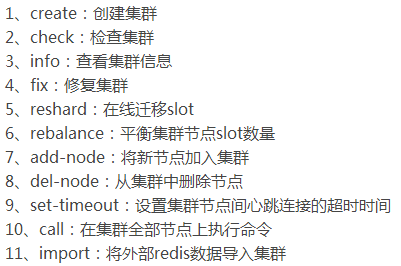 1、create：创建集群
2、check：检查集群
3、info：查看集群信息
4、fix：修复集群
5、reshard：在线迁移slot
6、rebalance：平衡集群节点slot数量
7、add-node：将新节点加入集群
8、del-node：从集群中删除节点
9、set-timeout：设置集群节点间心跳连接的超时时间
10、call：在集群全部节点上执行命令
11、import：将外部redis数据导入集群